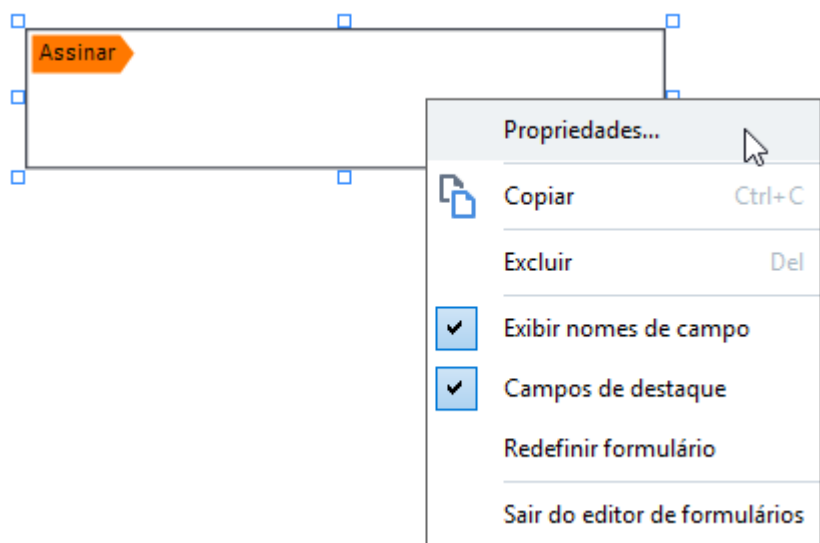 Assinar
Propriedades...
Copiar Ctrl+C
Excluir Del
Exibir nomes de campo
Campos de destaque
Redefinir formulário
Sair do editor de formulários